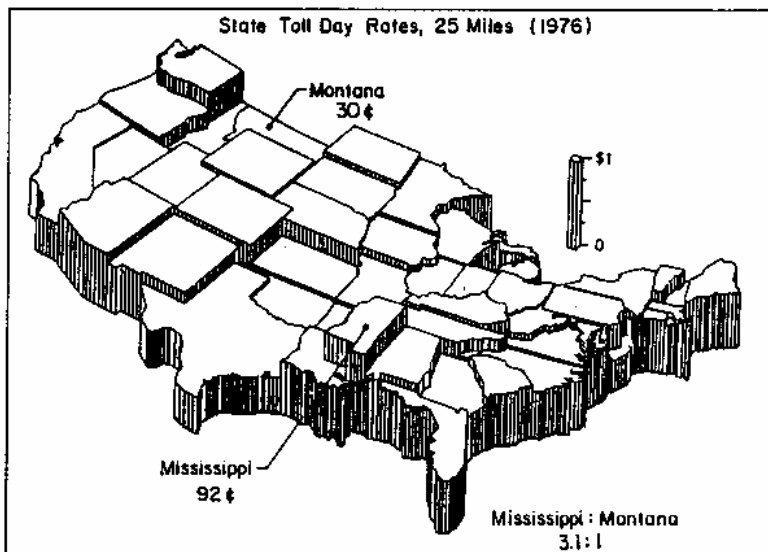 State Toll Day Rates, 25 Miles (1976)
Montana
30¢
$1
0
Mississippi
92¢
Mississippi : Montana
3.1:1